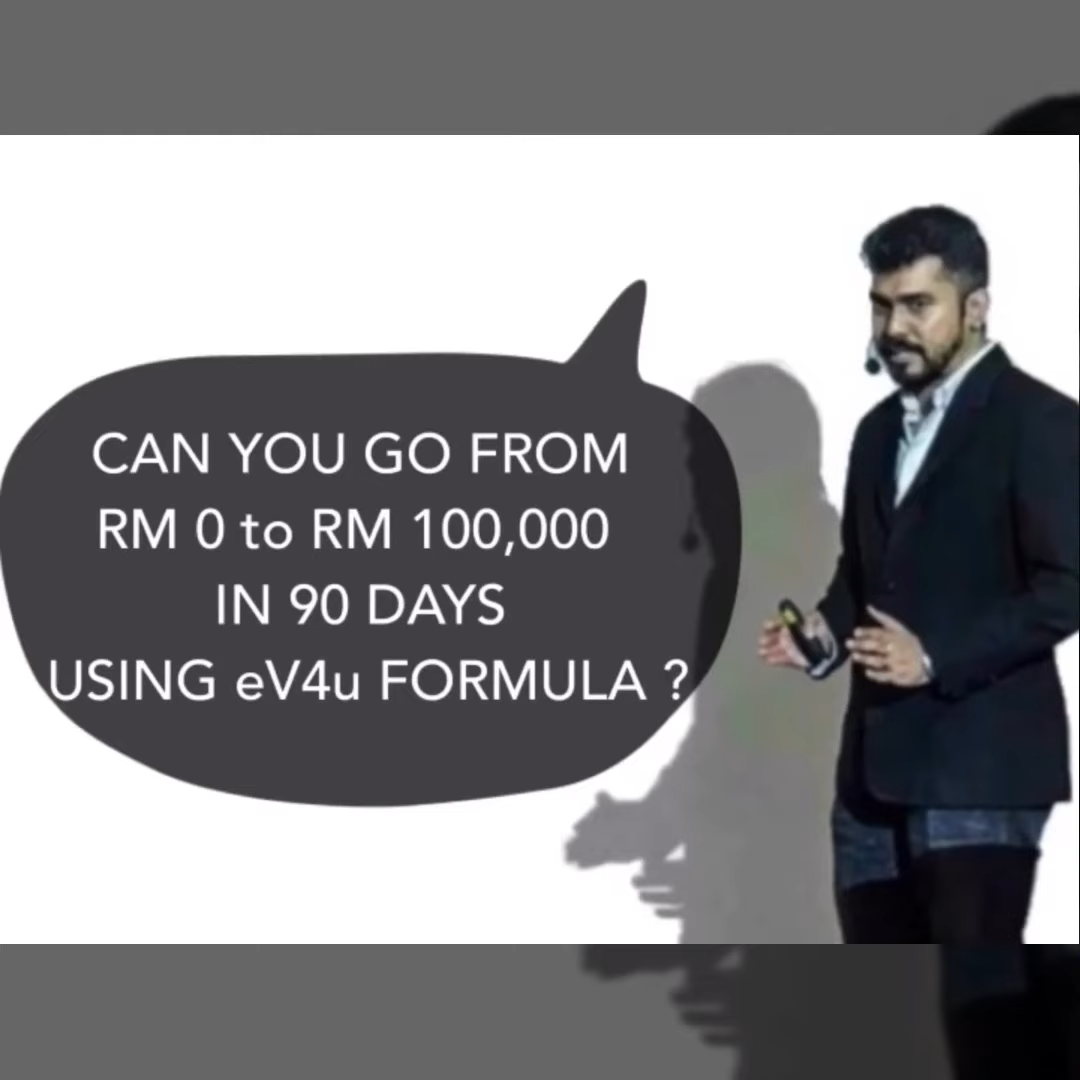 CAN YOU GO FROM
RM 0 to RM 100,000
IN 90 DAYS
USING eV4u FORMULA ?